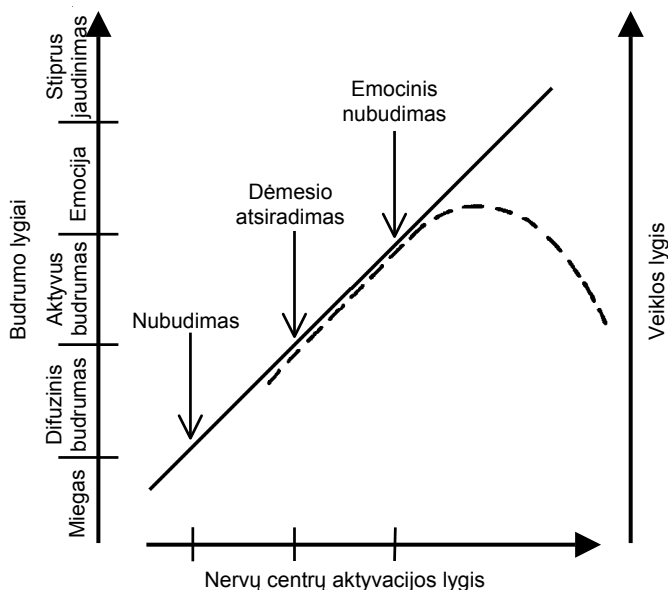 Budrumo lygiai
Stiprus
jaudinimas
Emocija
Aktyvus
budrumas
Difuzinis
budrumas
Miegas
Emocinis
nubudimas
Dėmesio
atsiradimas
Nubudimas
Veiklos lygis
Nervų centrų aktyvacijos lygis